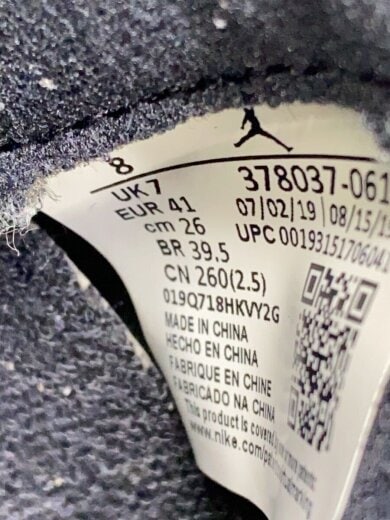 8
UK 7
EUR 41
cm 26
BR 39.5
CN 260(2.5)
019Q718HKVY2G
MADE IN CHINA
HECHO EN CHINA
FABRIQUE EN CHINE
FABRICADO NA CHINA
This product is covered
www.nike.com/
378037-061
07/02/19 | 08/15/
UPC 00193151706041